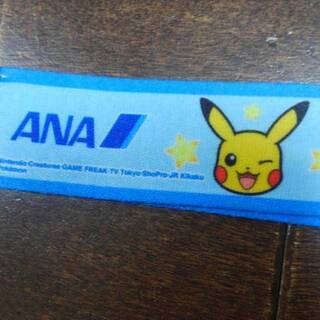 ANA
Nintendo·Creatures·GAME FREAK·TV Tokyo·ShoPro·JR Kikaku
Pokémon